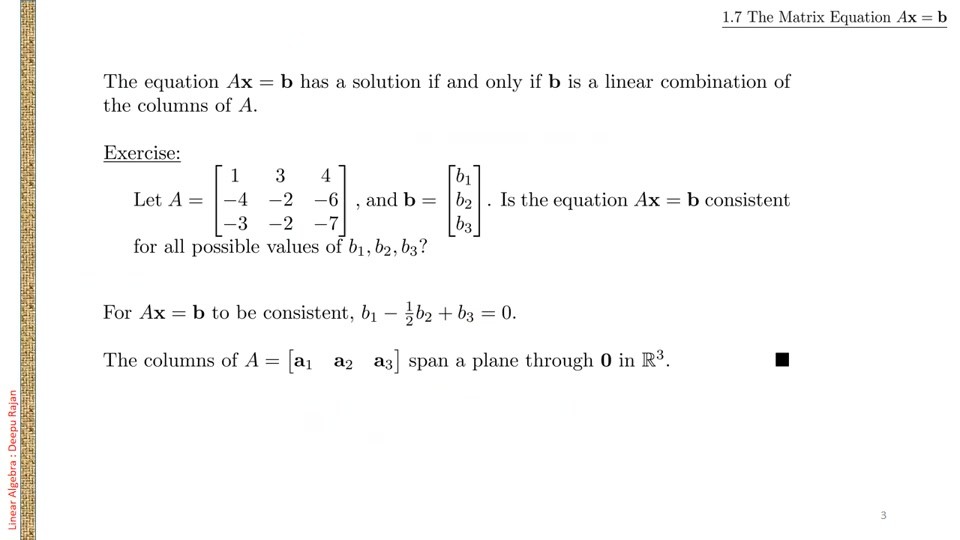 1.7 The Matrix Equation Ax = b
The equation Ax = b has a solution if and only if b is a linear combination of
the columns of A.
Exercise:
Let A = [1 3 4; −4 −2 −6; −3 −2 −7], and b = [b₁; b₂; b₃]. Is the equation Ax = b consistent
for all possible values of b₁, b₂, b₃?
For Ax = b to be consistent, b₁ − ½b₂ + b₃ = 0.
The columns of A = [a₁ a₂ a₃] span a plane through 0 in ℝ³. ■
Linear Algebra : Deepu Rajan
3